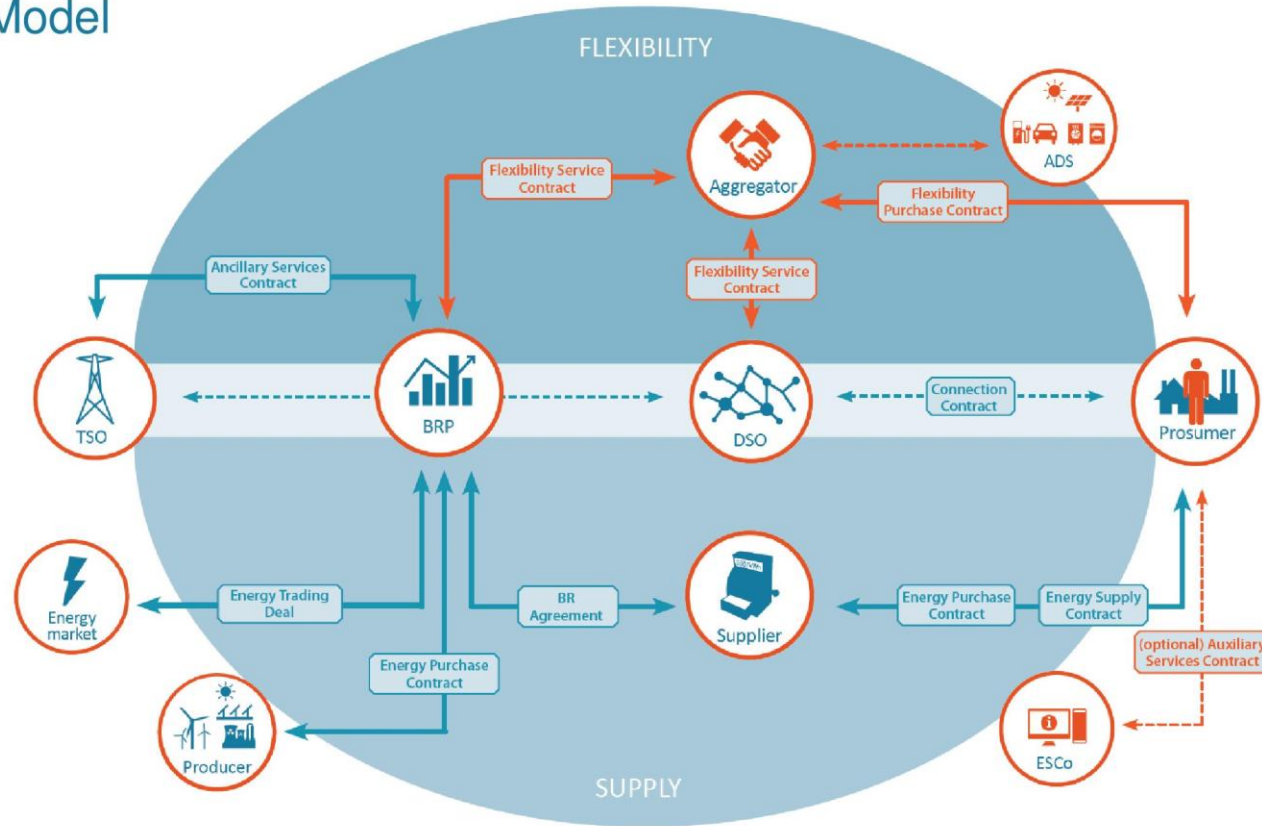 Model
FLEXIBILITY
ADS
Aggregator
Flexibility Service
Contract
Flexibility
Purchase Contract
Ancillary Services
Contract
Flexibility Service
Contract
TSO
BRP
DSO
Connection
Contract
Prosumer
Energy
market
Energy Trading
Deal
BR
Agreement
Supplier
Energy Purchase
Contract
Energy Supply
Contract
Energy Purchase
Contract
(optional) Auxiliary
Services Contract
Producer
ESCo
SUPPLY